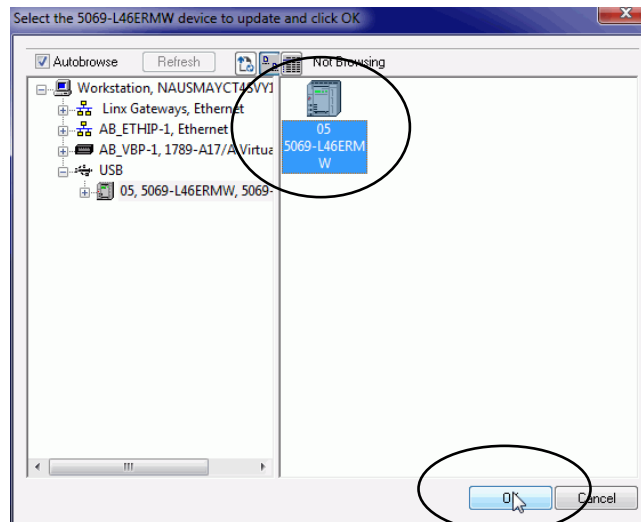 Select the 5069-L46ERMW device to update and click OK
Autobrowse
Refresh
Not Browsing
Workstation, NAUSMAYCT4SVY1
Linx Gateways, Ethernet
AB_ETHIP-1, Ethernet
AB_VBP-1, 1789-A17/A Virtua
USB
05, 5069-L46ERMW, 5069-
05
5069-L46ERM
W
OK
Cancel